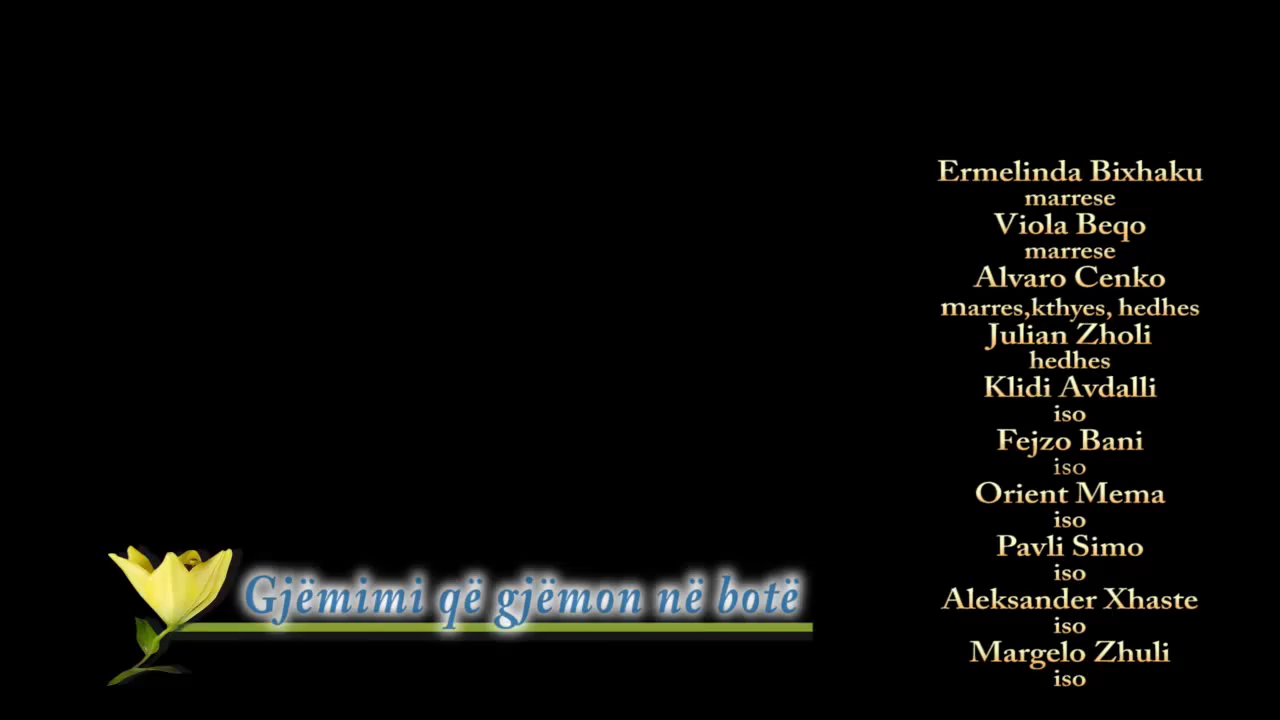 Ermelinda Bixhaku
marrese
Viola Beqo
marrese
Alvaro Cenko
marres,kthyes, hedhes
Julian Zholi
hedhes
Klidi Avdalli
iso
Fejzo Bani
iso
Orient Mema
iso
Pavli Simo
iso
Aleksander Xhaste
iso
Margelo Zhuli
iso
Gjëmimi që gjëmon në botë